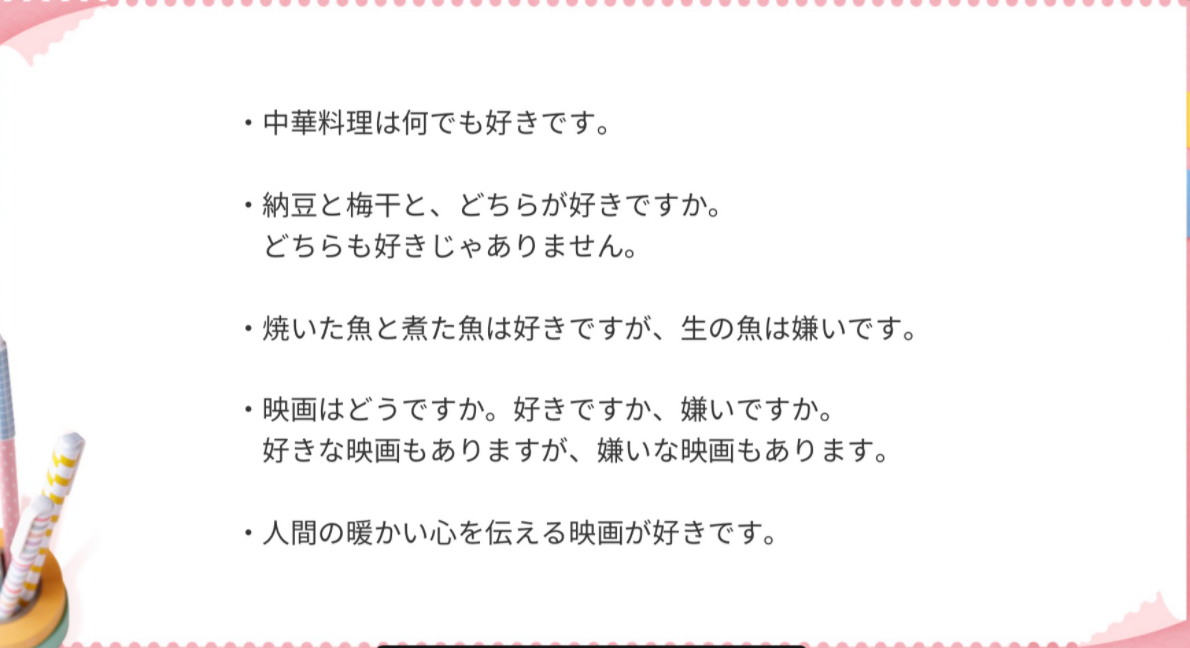 ・中華料理は何でも好きです。
・納豆と梅干と、どちらが好きですか。
どちらも好きじゃありません。
・焼いた魚と煮た魚は好きですが、生の魚は嫌いです。
・映画はどうですか。好きですか、嫌いですか。
好きな映画もありますが、嫌いな映画もあります。
・人間の暖かい心を伝える映画が好きです。